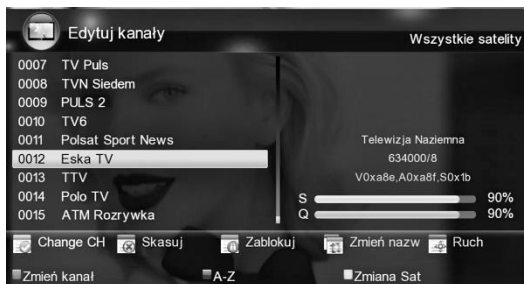 Edytuj kanały
Wszystkie satelity
0007 TV Puls
0008 TVN Siedem
0009 PULS 2
0010 TV6
0011 Polsat Sport News
0012 Eska TV
0013 TTV
0014 Polo TV
0015 ATM Rozrywka
Telewizja Naziemna
634000/8
V0xa8e,A0xa8f,S0x1b
S 90%
Q 90%
Change CH Skasuj Zablokuj Zmień nazw Ruch
Zmień kanał A-Z Zmiana Sat